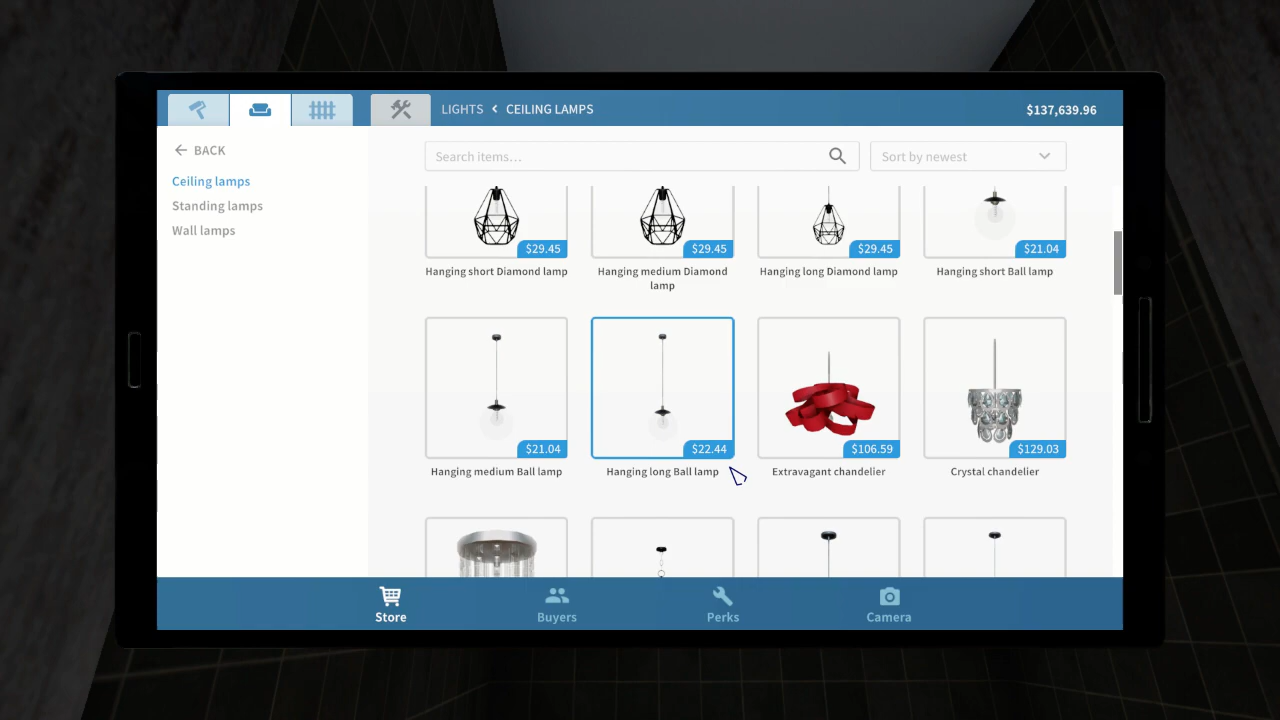 LIGHTS < CEILING LAMPS
$137,639.96
BACK
Ceiling lamps
Standing lamps
Wall lamps
Search items...
Sort by newest
$29.45
$29.45
$29.45
$21.04
Hanging short Diamond lamp
Hanging medium Diamond
lamp
Hanging long Diamond lamp
Hanging short Ball lamp
$21.04
$22.44
$106.59
$129.03
Hanging medium Ball lamp
Hanging long Ball lamp
Extravagant chandelier
Crystal chandelier
Store
Buyers
Perks
Camera